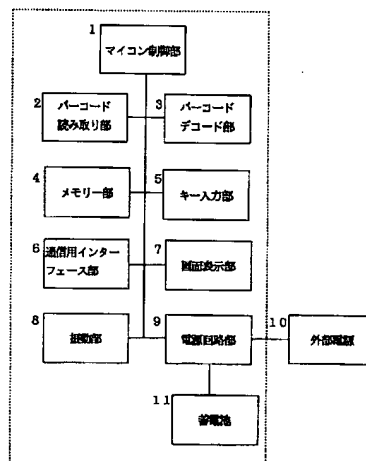 1
マイコン制御部
2
バーコード
読み取り部
3
バーコード
デコード部
4
メモリー部
5
キー入力部
6
通信用インター
フェース部
7
画面表示部
8
振動部
9
電源回路部
10
外部電源
11
蓄電池